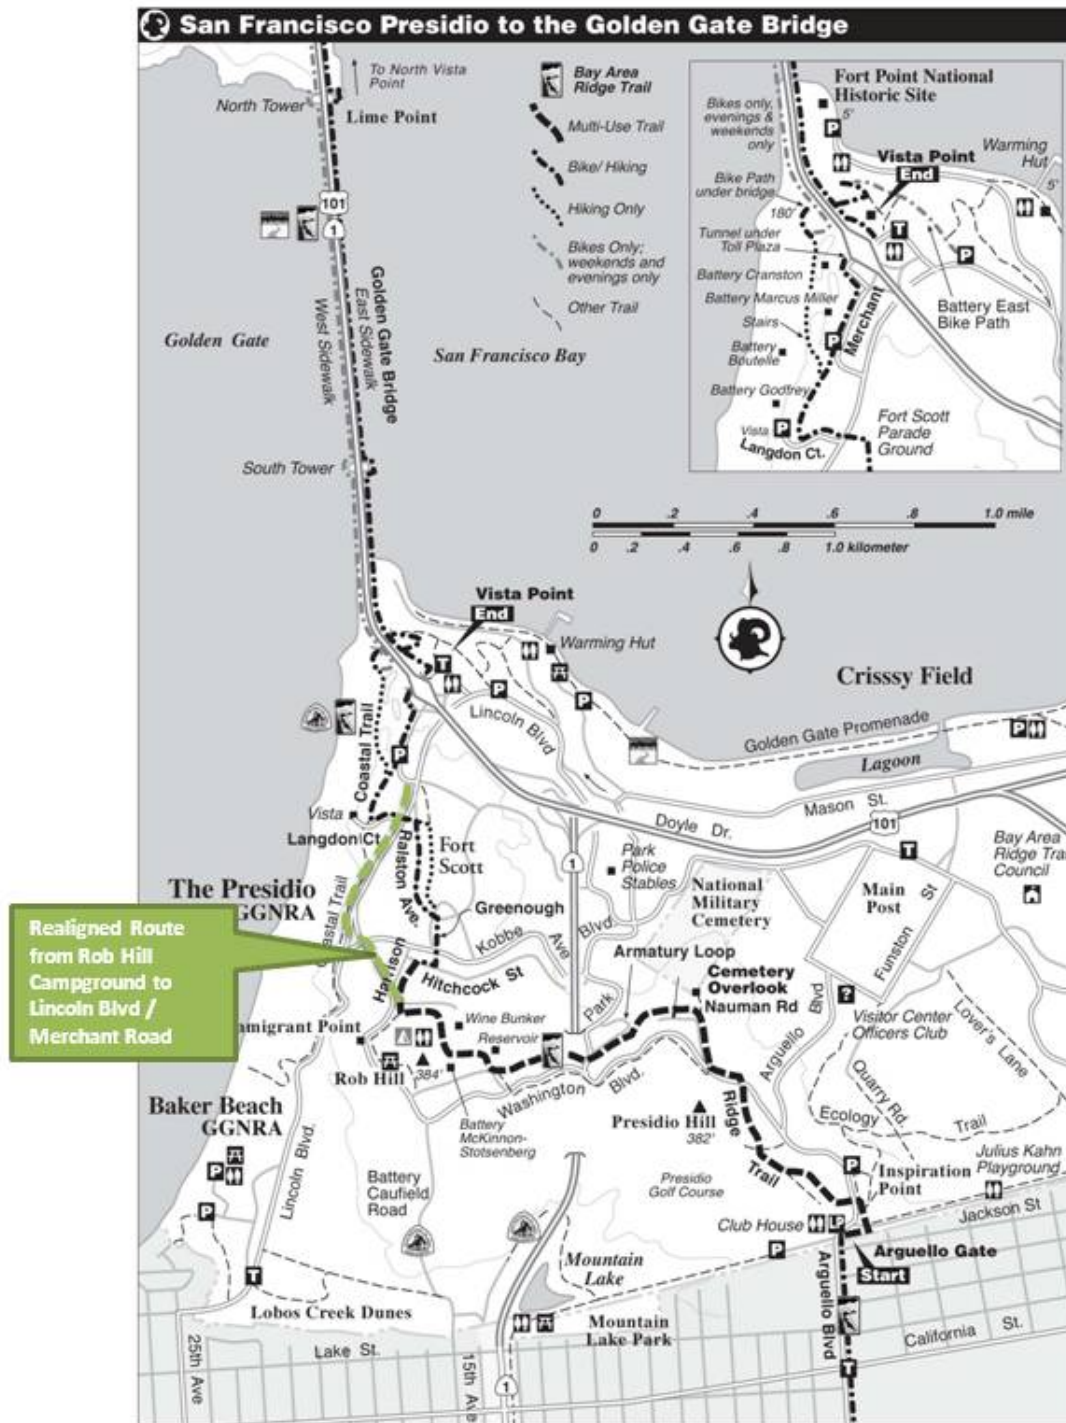 San Francisco Presidio to the Golden Gate Bridge
To North Vista
Point
North Tower
Lime Point
Bay Area
Ridge Trail
Multi-Use Trail
Bike/ Hiking
Hiking Only
Bikes Only;
weekends and
evenings only
Other Trail
101
1
Golden Gate Bridge
East Sidewalk
West Sidewalk
Golden Gate
San Francisco Bay
South Tower
Fort Point National
Historic Site
Bikes only,
evenings &
weekends
only
P
5'
Vista Point
End
Warming
Hut
5'
Bike Path
under bridge
180'
T
Tunnel under
Toll Plaza
P
Battery Cranston
Battery Marcus Miller
Merchant
Battery East
Bike Path
Stairs
P
Battery
Boutelle
Battery Godfrey
Vista
P
Langdon Ct.
Fort Scott
Parade
Ground
0 .2 .4 .6 .8 1.0 mile
0 .2 .4 .6 .8 1.0 kilometer
Vista Point
End
Warming Hut
T
P
P
Lincoln Blvd
Crisssy Field
Golden Gate Promenade
P
Lagoon
Coastal Trail
P
Mason St.
Vista
Langdon Ct
Ralston Ave.
Fort
Scott
Doyle Dr.
101
1
T
Bay Area
Ridge Tra
Council
Park
Police
Stables
National
Military
Cemetery
Main
Post
Funston St
The Presidio
GGNRA
astal Trail
Greenough
Kobbe Ave
Blvd.
Park
Armatury Loop
Cemetery
Overlook
Nauman Rd
Realigned Route
from Rob Hill
Campground to
Lincoln Blvd /
Merchant Road
Harrison
Hitchcock St
Arguello Blvd
?
Visitor Center
Officers Club
Lover's Lane
mmigrant Point
Wine Bunker
Reservoir
Rob Hill
384'
Washington Blvd.
Quarry Rd.
Ecology Trail
Baker Beach
GGNRA
Battery
McKinnon-
Stotsenberg
Presidio Hill
382'
Ridge
Trail
P
Inspiration
Point
Julius Kahn
Playground
P
P
Lincoln Blvd.
Battery
Caufield
Road
Presidio
Golf Course
Club House
P
Jackson St
Arguello Gate
Start
T
Mountain
Lake
Lobos Creek Dunes
Mountain
Lake Park
Arguello Blvd
California St.
25th Ave
Lake St.
15th Av
1
T